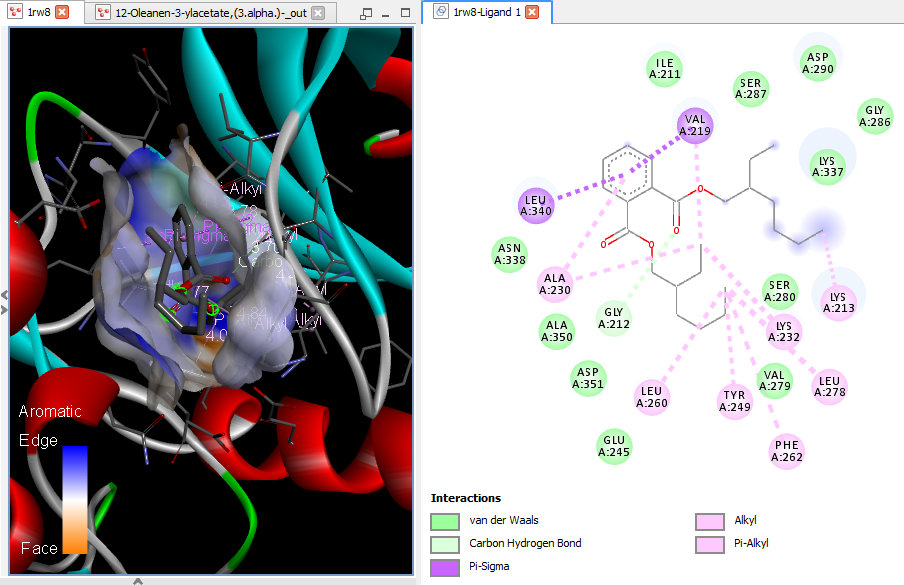 1rw8
12-Oleanen-3-ylacetate,(3.alpha.)-_out
1rw8-Ligand 1
i-Alkyl
Aromatic
Edge
Face
ILE
A:211
ASP
A:290
SER
A:287
GLY
A:286
VAL
A:219
LYS
A:337
LEU
A:340
O
O
O
O
ASN
A:338
ALA
A:230
SER
A:280
LYS
A:213
GLY
A:212
ALA
A:350
LYS
A:232
ASP
A:351
VAL
A:279
LEU
A:278
LEU
A:260
TYR
A:249
GLU
A:245
PHE
A:262
Interactions
van der Waals
Carbon Hydrogen Bond
Pi-Sigma
Alkyl
Pi-Alkyl